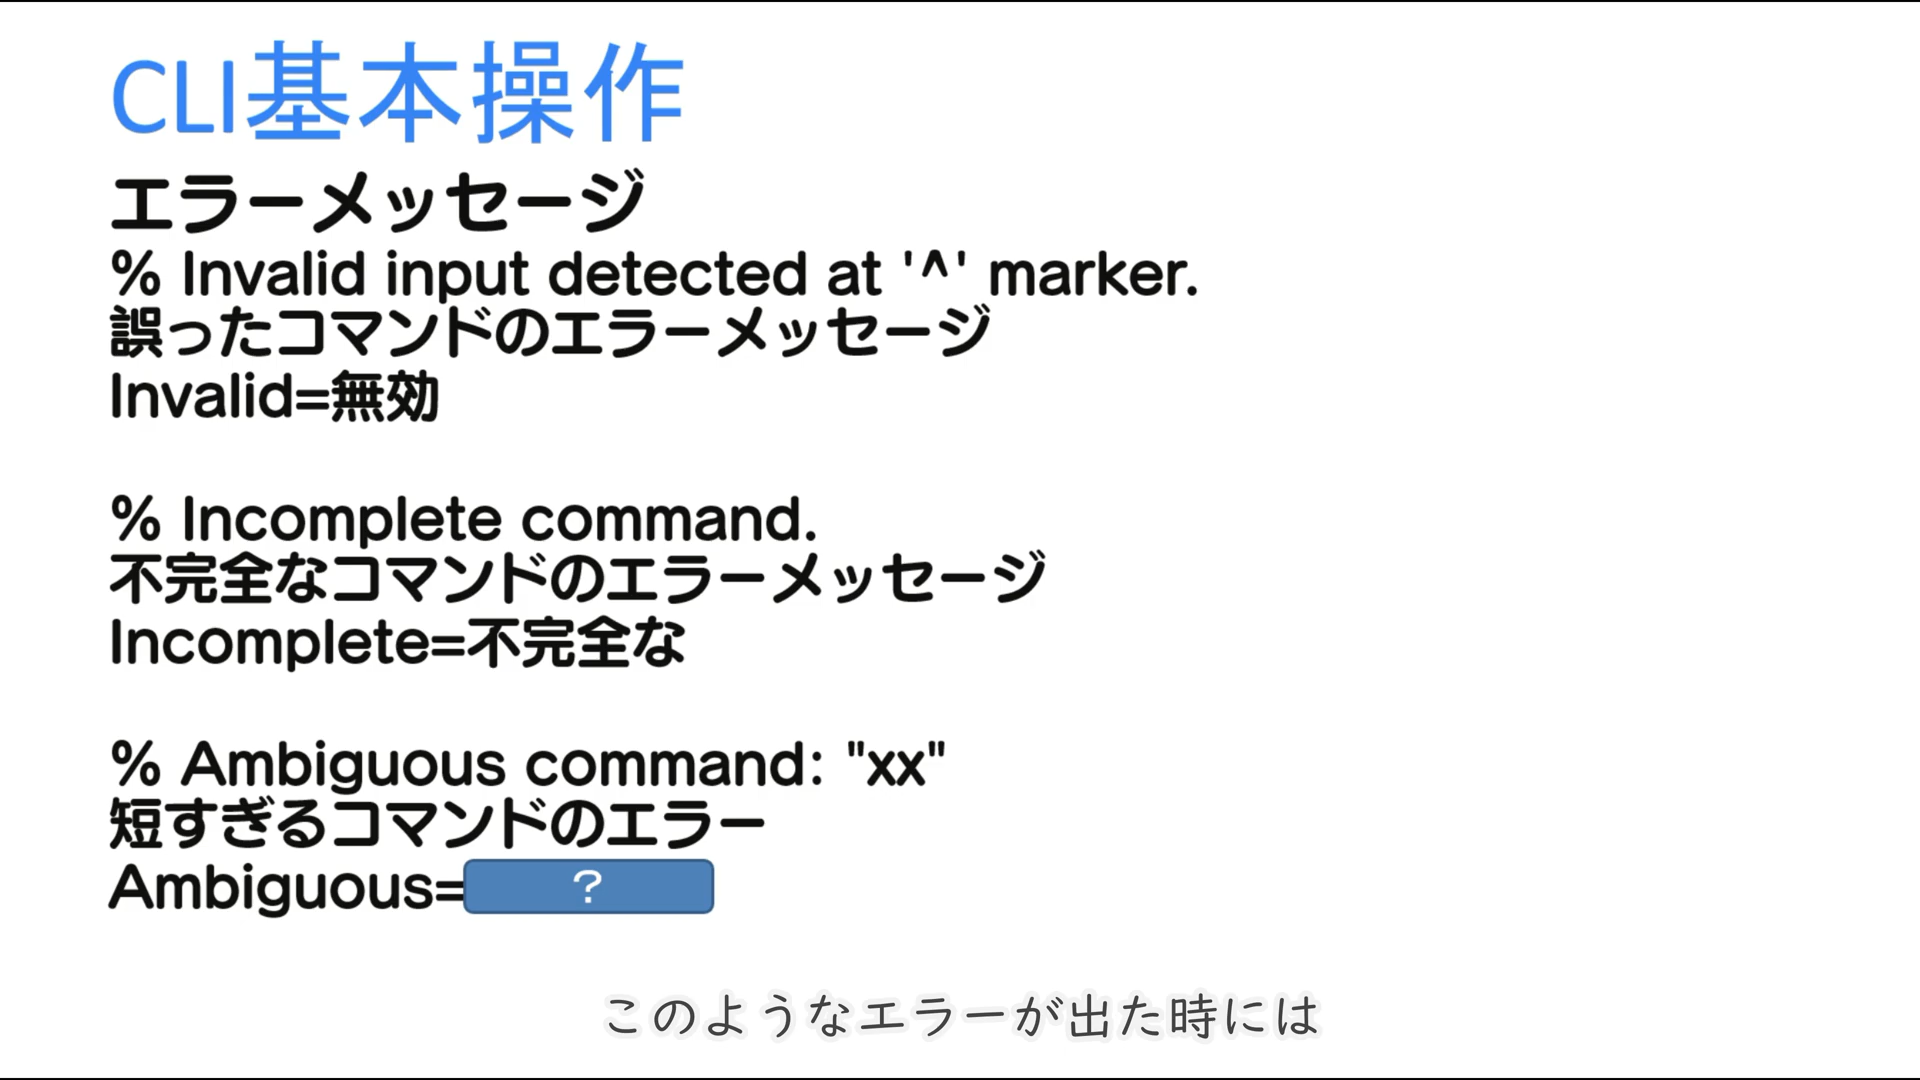 CLI基本操作
エラーメッセージ
% Invalid input detected at '^' marker.
誤ったコマンドのエラーメッセージ
Invalid=無効
% Incomplete command.
不完全なコマンドのエラーメッセージ
Incomplete=不完全な
% Ambiguous command: "xx"
短すぎるコマンドのエラー
Ambiguous=?
このようなエラーが出た時には